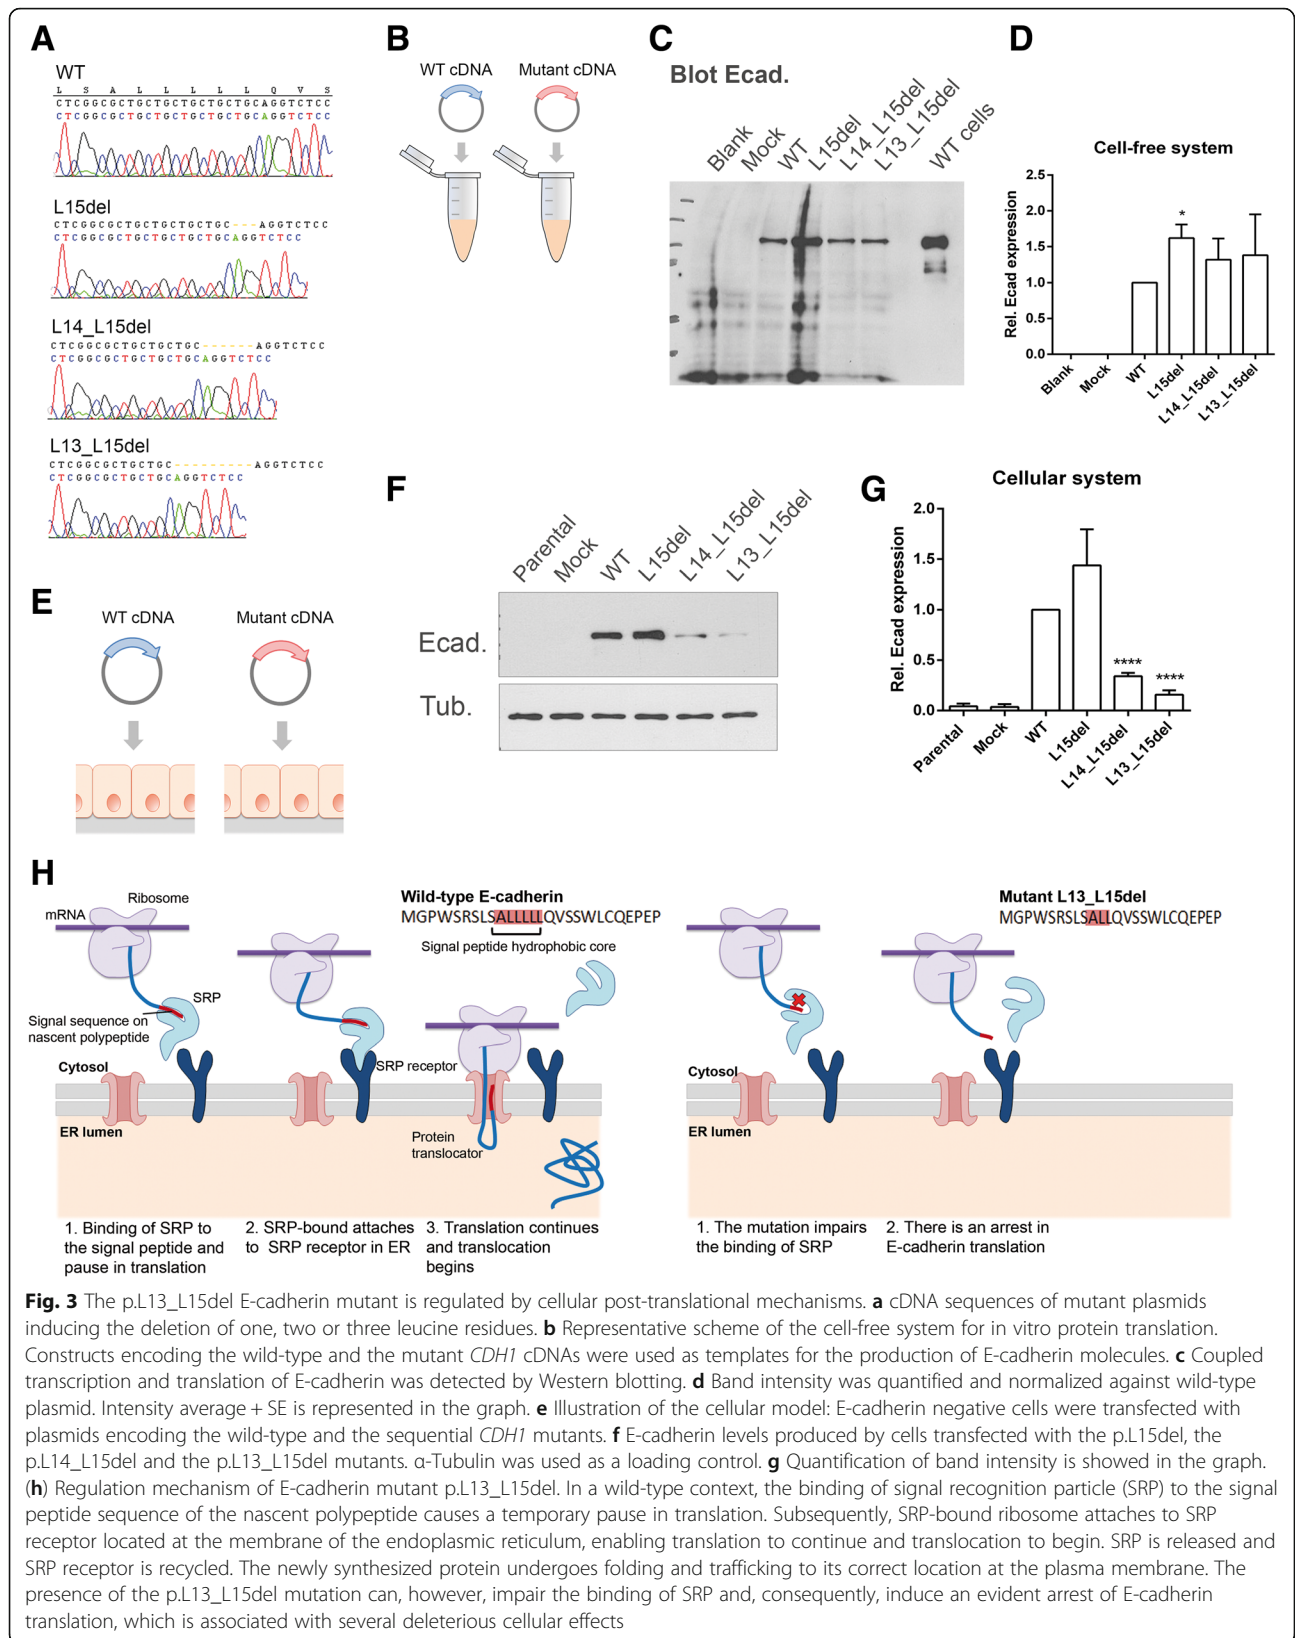 A
WT
L S A L L L L L Q V S
CTCGGCGCTGCTGCTGCTGCTGCAGGTCTCC
CTCGGCGCTGCTGCTGCTGCTGCAGGTCTCC
L15del
CTCGGCGCTGCTGCTGCTGC---AGGTCTCC
CTCGGCGCTGCTGCTGCTGCAGGTCTCC
L14_L15del
CTCGGCGCTGCTGCTGC------AGGTCTCC
CTCGGCGCTGCTGCTGCAGGTCTCC
L13_L15del
CTCGGCGCTGCTGC---------AGGTCTCC
CTCGGCGCTGCTGCAGGTCTCC
B
WT cDNA
Mutant cDNA
C
Blot Ecad.
Blank
Mock
WT
L15del
L14_L15del
L13_L15del
WT cells
D
Cell-free system
Rel. Ecad expression
2.5
2.0
1.5
1.0
0.5
0.0
*
Blank
Mock
WT
L15del
L14_L15del
L13_L15del
E
WT cDNA
Mutant cDNA
F
Parental
Mock
WT
L15del
L14_L15del
L13_L15del
Ecad.
Tub.
G
Cellular system
Rel. Ecad expression
2.0
1.5
1.0
0.5
0.0
****
****
Parental
Mock
WT
L15del
L14_L15del
L13_L15del
H
Ribosome
mRNA
SRP
Signal sequence on
nascent polypeptide
Cytosol
ER lumen
Wild-type E-cadherin
MGPWSRSLSALLLLLQVSSWLCQEPEP
Signal peptide hydrophobic core
SRP receptor
Protein
translocator
1. Binding of SRP to
the signal peptide and
pause in translation
2. SRP-bound attaches
to SRP receptor in ER
3. Translation continues
and translocation
begins
Mutant L13_L15del
MGPWSRSLSALLQVSSWLCQEPEP
Cytosol
ER lumen
1. The mutation impairs
the binding of SRP
2. There is an arrest in
E-cadherin translation
Fig. 3 The p.L13_L15del E-cadherin mutant is regulated by cellular post-translational mechanisms. a cDNA sequences of mutant plasmids
inducing the deletion of one, two or three leucine residues. b Representative scheme of the cell-free system for in vitro protein translation.
Constructs encoding the wild-type and the mutant CDH1 cDNAs were used as templates for the production of E-cadherin molecules. c Coupled
transcription and translation of E-cadherin was detected by Western blotting. d Band intensity was quantified and normalized against wild-type
plasmid. Intensity average + SE is represented in the graph. e Illustration of the cellular model: E-cadherin negative cells were transfected with
plasmids encoding the wild-type and the sequential CDH1 mutants. f E-cadherin levels produced by cells transfected with the p.L15del, the
p.L14_L15del and the p.L13_L15del mutants. α-Tubulin was used as a loading control. g Quantification of band intensity is showed in the graph.
(h) Regulation mechanism of E-cadherin mutant p.L13_L15del. In a wild-type context, the binding of signal recognition particle (SRP) to the signal
peptide sequence of the nascent polypeptide causes a temporary pause in translation. Subsequently, SRP-bound ribosome attaches to SRP
receptor located at the membrane of the endoplasmic reticulum, enabling translation to continue and translocation to begin. SRP is released and
SRP receptor is recycled. The newly synthesized protein undergoes folding and trafficking to its correct location at the plasma membrane. The
presence of the p.L13_L15del mutation can, however, impair the binding of SRP and, consequently, induce an evident arrest of E-cadherin
translation, which is associated with several deleterious cellular effects